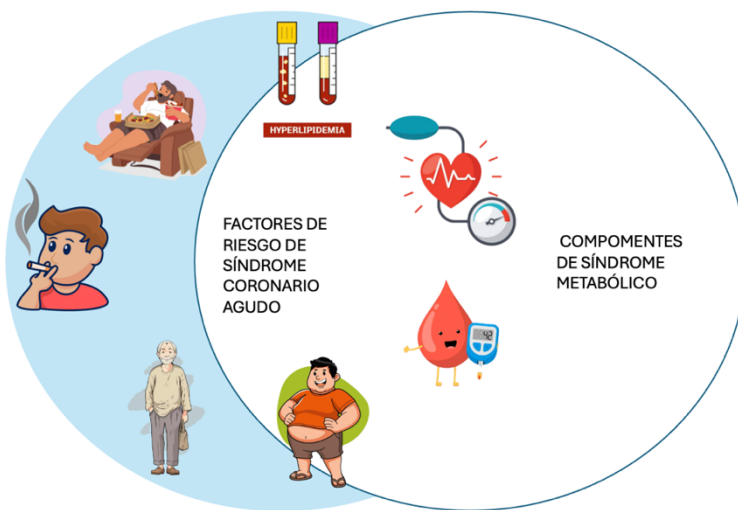 HYPERLIPIDEMIA
FACTORES DE
RIESGO DE
SÍNDROME
CORONARIO
AGUDO
COMPOMENTES
DE SÍNDROME
METABÓLICO